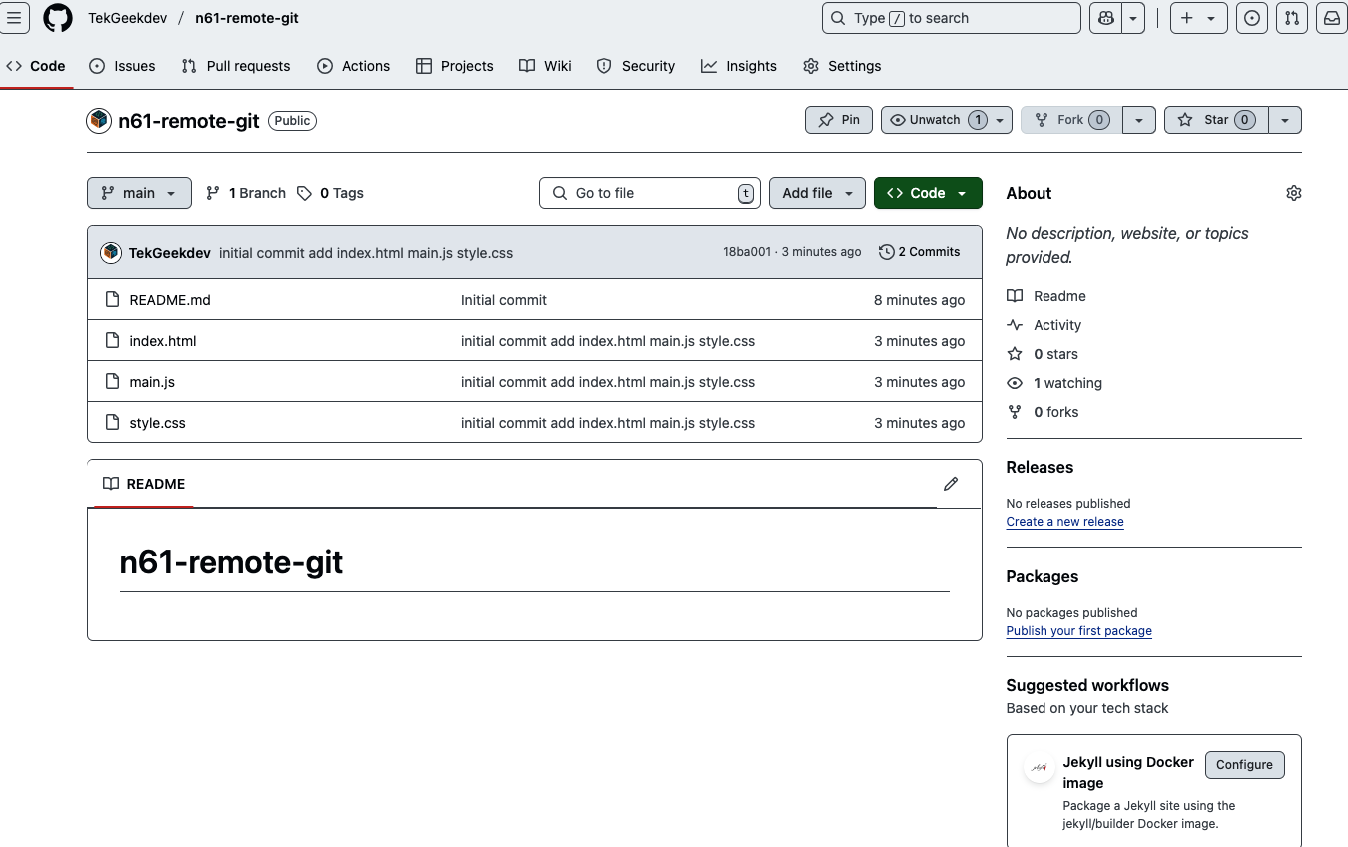 TekGeekdev / n61-remote-git
Type / to search
Code Issues Pull requests Actions Projects Wiki Security Insights Settings
n61-remote-git Public
Pin Unwatch 1 Fork 0 Star 0
main 1 Branch 0 Tags Go to file t Add file Code
TekGeekdev initial commit add index.html main.js style.css 18ba001 · 3 minutes ago 2 Commits
README.md Initial commit 8 minutes ago
index.html initial commit add index.html main.js style.css 3 minutes ago
main.js initial commit add index.html main.js style.css 3 minutes ago
style.css initial commit add index.html main.js style.css 3 minutes ago
README
n61-remote-git
About
No description, website, or topics
provided.
Readme
Activity
0 stars
1 watching
0 forks
Releases
No releases published
Create a new release
Packages
No packages published
Publish your first package
Suggested workflows
Based on your tech stack
Jekyll using Docker
image
Configure
Package a Jekyll site using the
jekyll/builder Docker image.